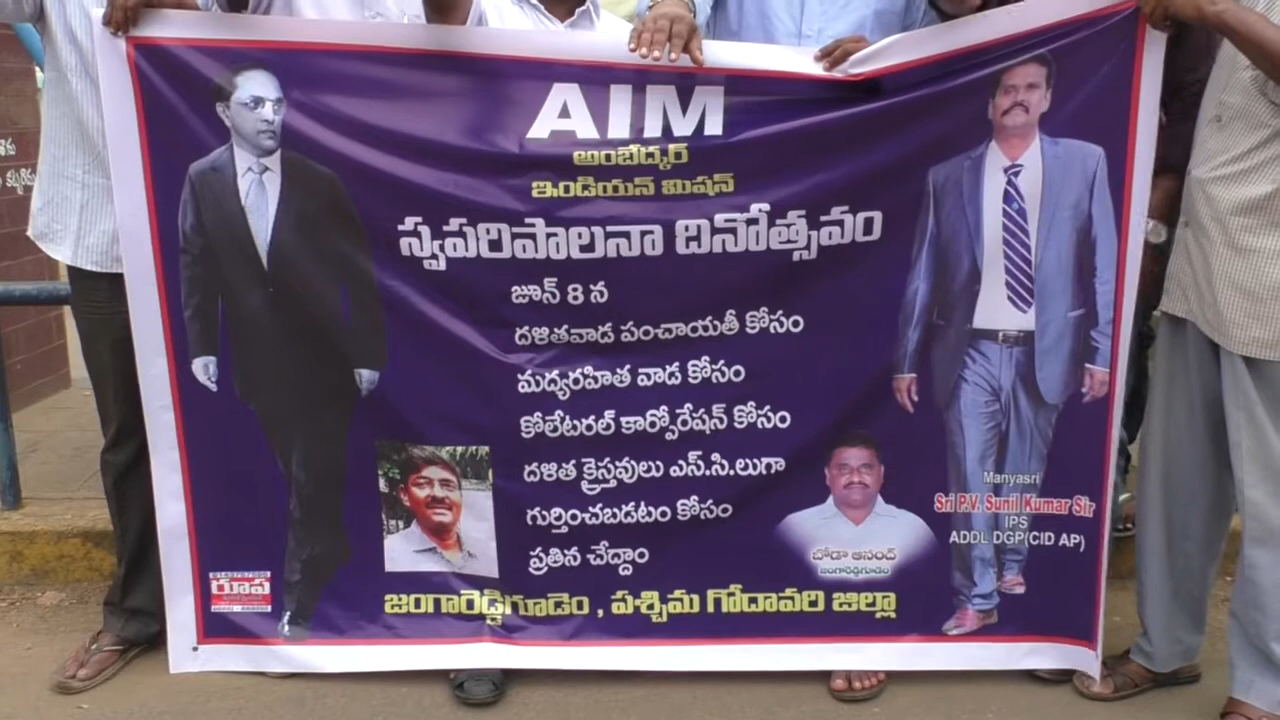 AIM
అంబేద్కర్
ఇండియన్ మిషన్
స్వపరిపాలనా దినోత్సవం
జూన్ 8 న
దళితవాడ పంచాయతీ కోసం
మద్యరహిత వాడ కోసం
కోలేటరల్ కార్పోరేషన్ కోసం
దళిత క్రైస్తవులు ఎస్.సి.లుగా
గుర్తించబడటం కోసం
ప్రతిన చేద్దాం
జంగారెడ్డిగూడెం , పశ్చిమ గోదావరి జిల్లా
బోడా ఆనంద్
జంగారెడ్డిగూడెం
Manyasri
Sri P.V. Sunil Kumar Sir
IPS
ADDL DGP(CID AP)
రూప